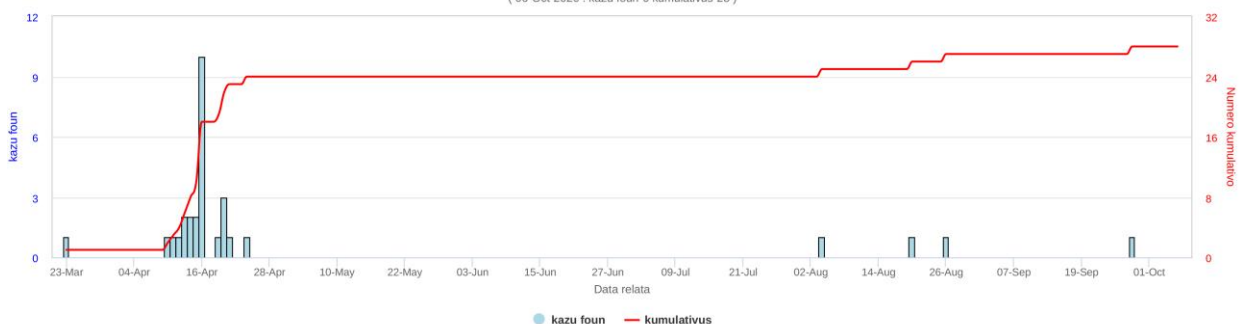 kazu foun
Numero kumulativo
12
9
6
3
0
32
24
16
8
0
23-Mar 04-Apr 16-Apr 28-Apr 10-May 22-May 03-Jun 15-Jun 27-Jun 09-Jul 21-Jul 02-Aug 14-Aug 26-Aug 07-Sep 19-Sep 01-Oct
Data relata
kazu foun kumulativus